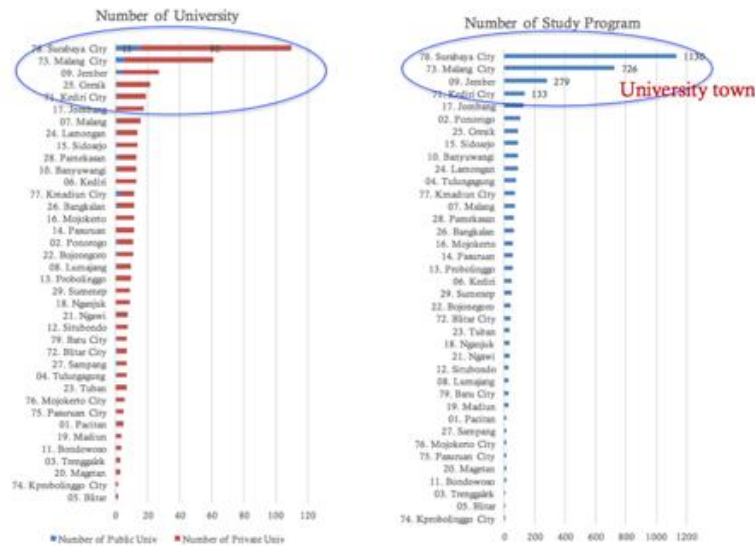 Number of University
78. Surabaya City
73. Malang City
09. Jember
25. Gersik
71. Kediri City
17. Jombang
07. Malang
24. Lamongan
15. Sidoarjo
28. Pamekasan
10. Banyuwangi
06. Kediri
77. Kmadiun City
26. Bangkalan
16. Mojokerto
14. Pasuruan
02. Ponorogo
22. Bojonegoro
08. Lumajang
13. Probolinggo
29. Sumenep
18. Nganjuk
21. Ngawi
12. Situbondo
79. Batu City
72. Blitar City
27. Sampang
04. Tulungagung
23. Tuban
76. Mojokerto City
75. Pasuruan City
01. Pacitan
19. Madiun
11. Bondowoso
03. Trenggalek
20. Magetan
74. Kprobolinggo City
05. Blitar
0 20 40 60 80 100 120
Number of Public Univ Number of Private Univ
Number of Study Program
78. Surabaya City 1130
73. Malang City 726
09. Jember 279
71. Kediri City 133
University town
17. Jombang
02. Ponorogo
25. Gersik
15. Sidoarjo
10. Banyuwangi
24. Lamongan
04. Tulungagung
77. Kmadiun City
07. Malang
28. Pamekasan
26. Bangkalan
16. Mojokerto
14. Pasuruan
13. Probolinggo
06. Kediri
29. Sumenep
22. Bojonegoro
72. Blitar City
23. Tuban
18. Nganjuk
21. Ngawi
12. Situbondo
08. Lumajang
79. Batu City
19. Madiun
01. Pacitan
27. Sampang
76. Mojokerto City
75. Pasuruan City
20. Magetan
11. Bondowoso
03. Trenggalek
05. Blitar
74. Kprobolinggo City
0 200 400 600 800 1000 1200